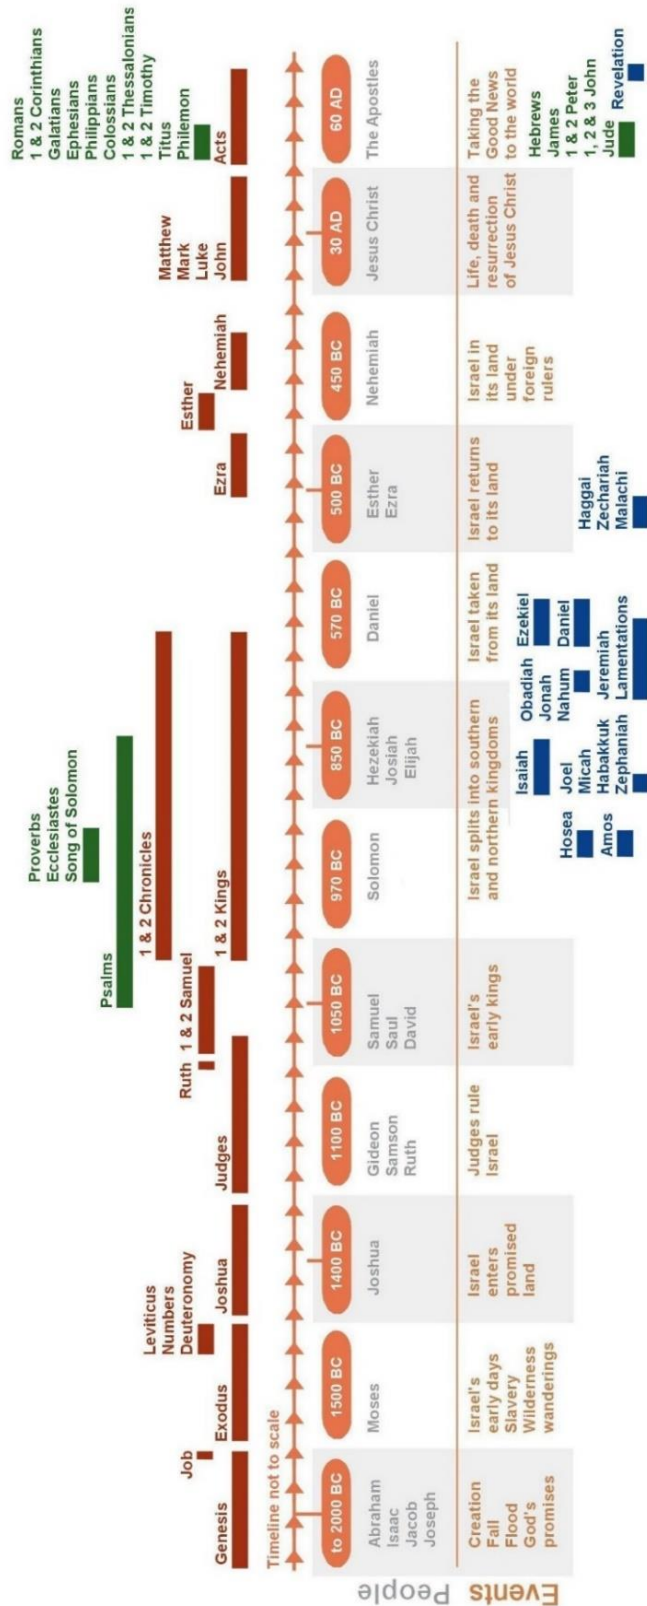 Genesis
Job
Exodus
Leviticus
Numbers
Deuteronomy
Joshua
Judges
Ruth
1 & 2 Samuel
Psalms
1 & 2 Chronicles
1 & 2 Kings
Proverbs
Ecclesiastes
Song of Solomon
Ezra
Esther
Nehemiah
Matthew
Mark
Luke
John
Romans
1 & 2 Corinthians
Galatians
Ephesians
Philippians
Colossians
1 & 2 Thessalonians
1 & 2 Timothy
Titus
Philemon
Acts
Timeline not to scale
to 2000 BC
1500 BC
1400 BC
1100 BC
1050 BC
970 BC
850 BC
570 BC
500 BC
450 BC
30 AD
60 AD
People
Abraham
Isaac
Jacob
Joseph
Moses
Joshua
Gideon
Samson
Ruth
Samuel
Saul
David
Solomon
Hezekiah
Josiah
Elijah
Daniel
Esther
Ezra
Nehemiah
Jesus Christ
The Apostles
Events
Creation
Fall
Flood
God's
promises
Israel's
early days
Slavery
Wilderness
wanderings
Israel
enters
promised
land
Judges rule
Israel
Israel's
early kings
Israel splits into southern
and northern kingdoms
Israel taken
from its land
Israel returns
to its land
Israel in
its land
under
foreign
rulers
Life, death and
resurrection
of Jesus Christ
Taking the
Good News
to the world
Hosea
Amos
Isaiah
Joel
Micah
Habakkuk
Zephaniah
Obadiah
Jonah
Nahum
Jeremiah
Lamentations
Ezekiel
Daniel
Haggai
Zechariah
Malachi
Hebrews
James
1 & 2 Peter
1, 2 & 3 John
Jude
Revelation